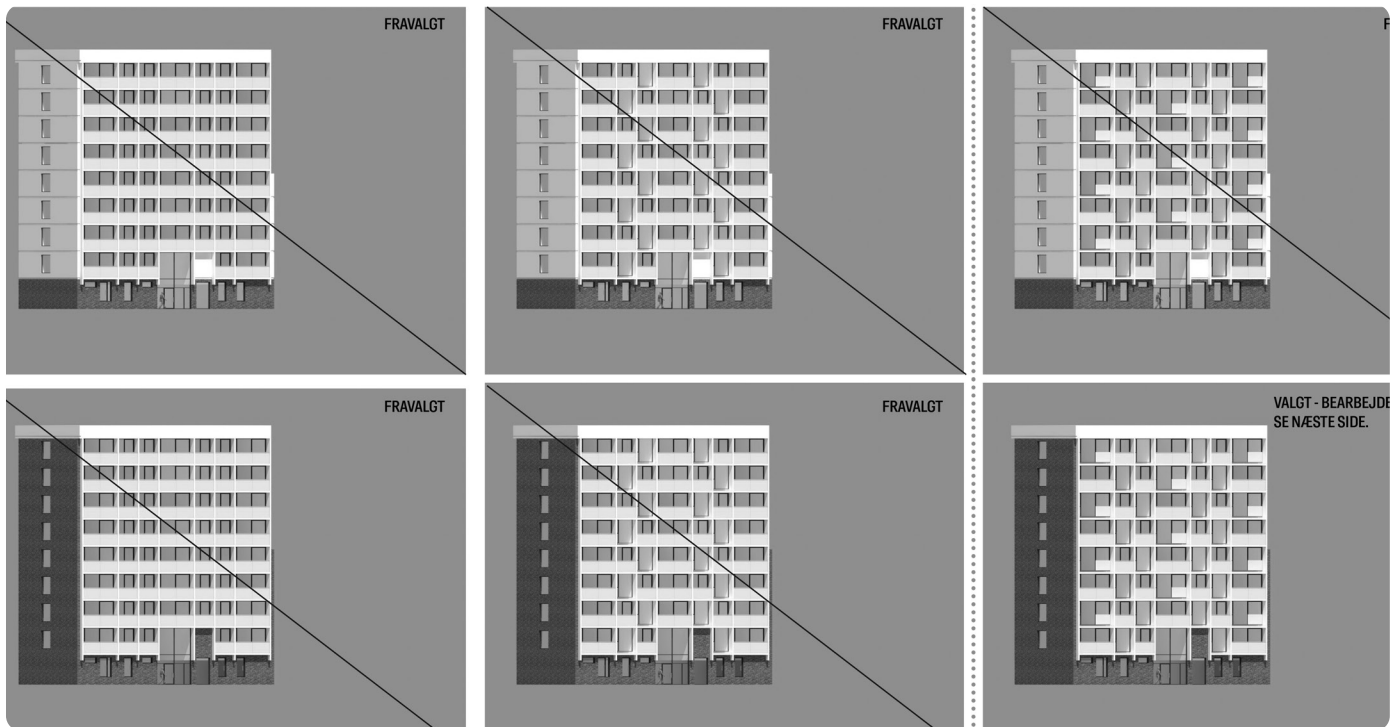 FRAVALGT
FRAVALGT
FRAVALGT
FRAVALGT
VALGT - BEARBEJDE
SE NÆSTE SIDE.